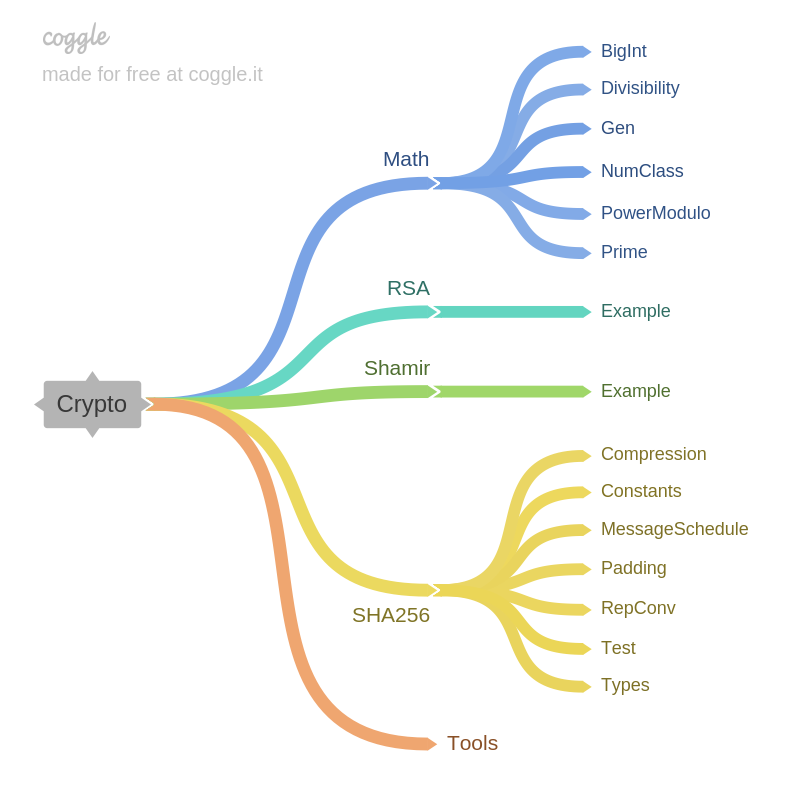 coggle
made for free at coggle.it
Crypto
Math
BigInt
Divisibility
Gen
NumClass
PowerModulo
Prime
RSA
Example
Shamir
Example
SHA256
Compression
Constants
MessageSchedule
Padding
RepConv
Test
Types
Tools